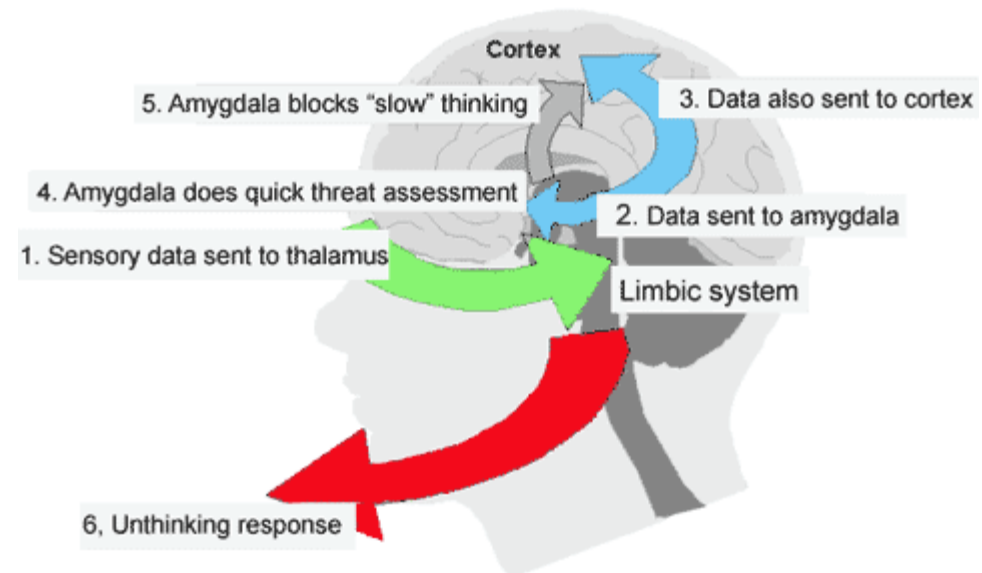 Cortex
5. Amygdala blocks “slow” thinking
3. Data also sent to cortex
4. Amygdala does quick threat assessment
2. Data sent to amygdala
1. Sensory data sent to thalamus
Limbic system
6, Unthinking response